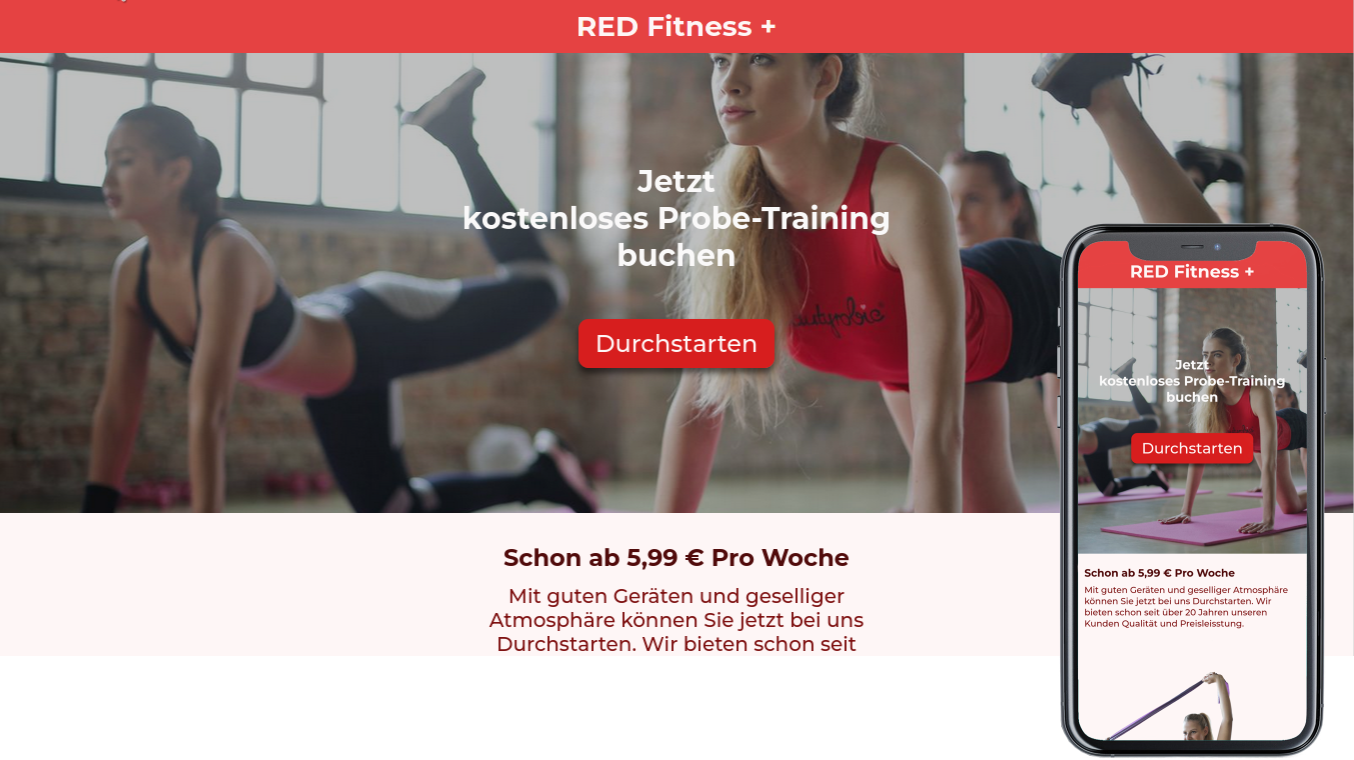 RED Fitness +
Jetzt
kostenloses Probe-Training
buchen
Durchstarten
Schon ab 5,99 € Pro Woche
Mit guten Geräten und geselliger
Atmosphäre können Sie jetzt bei uns
Durchstarten. Wir bieten schon seit
RED Fitness +
Jetzt
kostenloses Probe-Training
buchen
Durchstarten
Schon ab 5,99 € Pro Woche
Mit guten Geräten und geselliger Atmosphäre
können Sie jetzt bei uns Durchstarten. Wir
bieten schon seit über 20 Jahren unseren
Kunden Qualität und Preisleisstung.